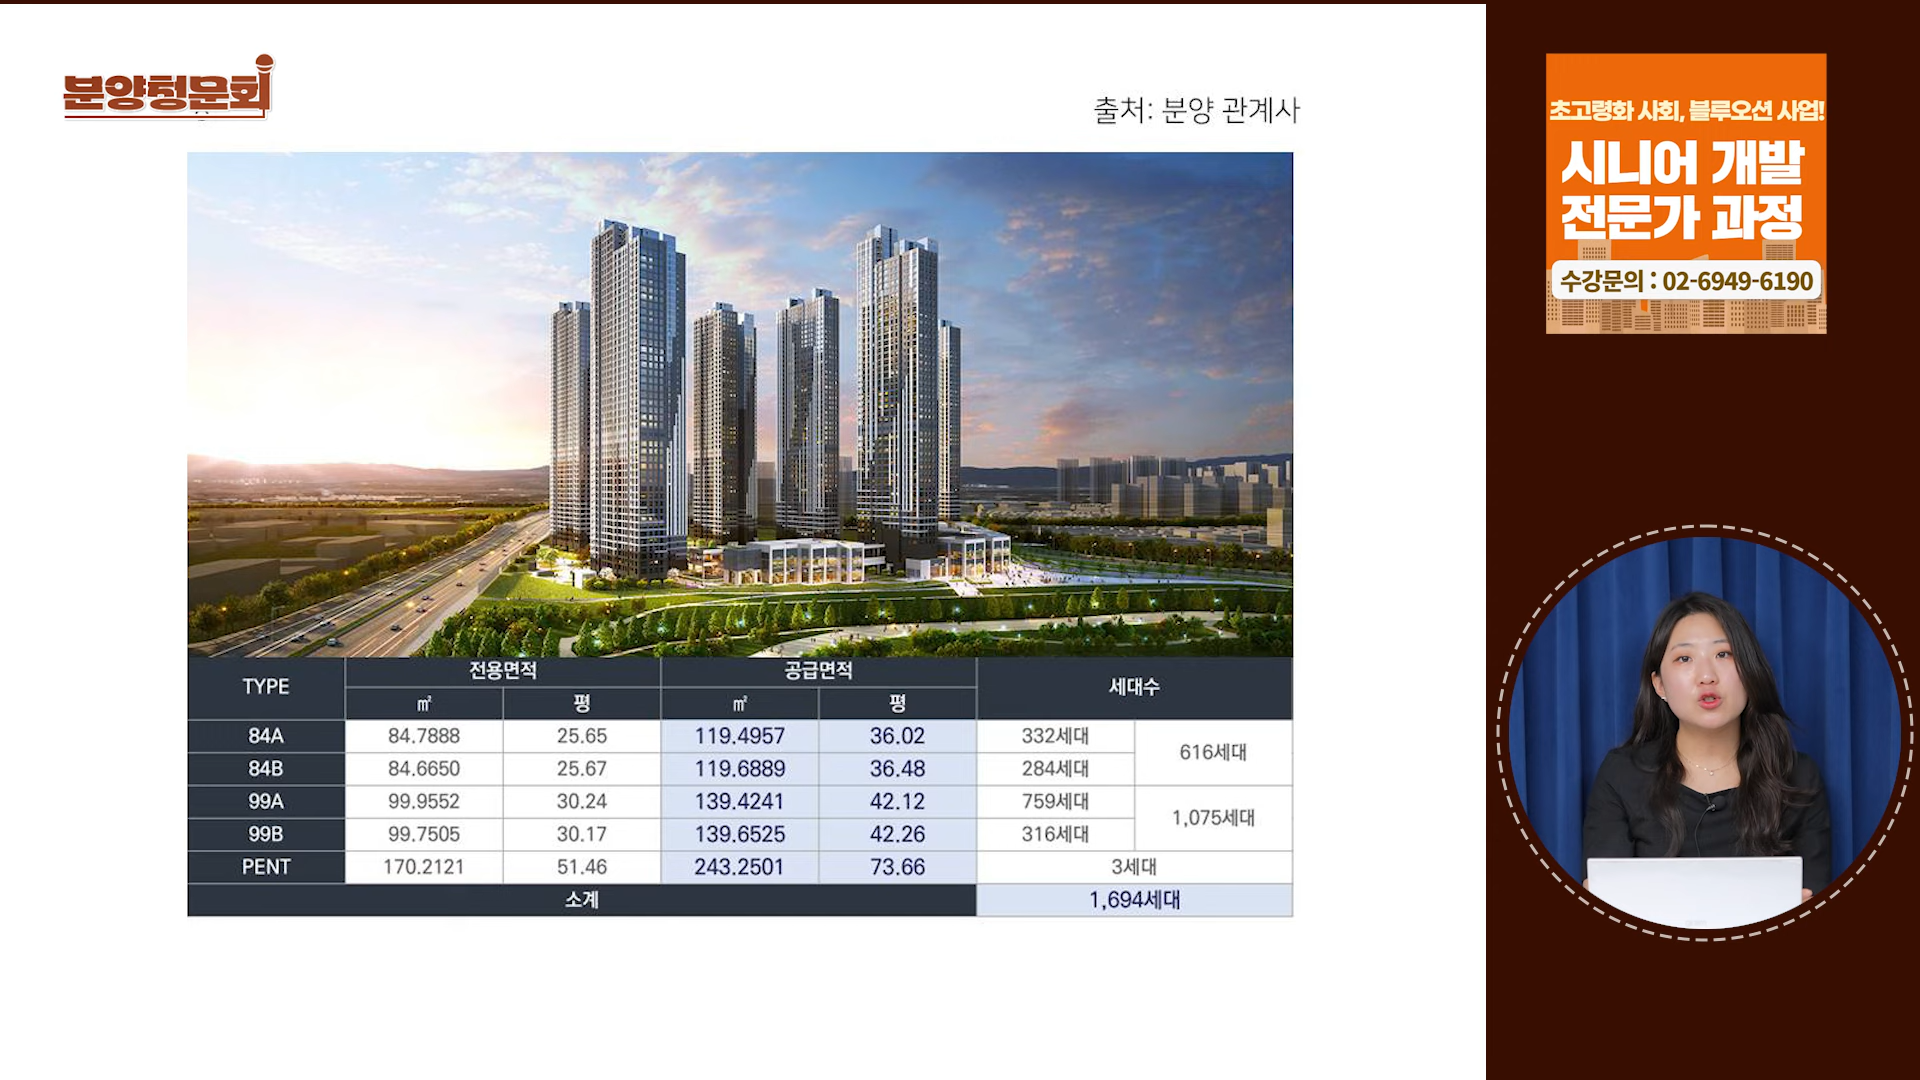 분양청문회
출처: 분양 관계사
TYPE 전용면적 공급면적 세대수
㎡ 평 ㎡ 평
84A 84.7888 25.65 119.4957 36.02 332세대 616세대
84B 84.6650 25.67 119.6889 36.48 284세대
99A 99.9552 30.24 139.4241 42.12 759세대 1,075세대
99B 99.7505 30.17 139.6525 42.26 316세대
PENT 170.2121 51.46 243.2501 73.66 3세대
소계 1,694세대
초고령화 사회, 블루오션 사업!
시니어 개발
전문가 과정
수강문의 : 02-6949-6190